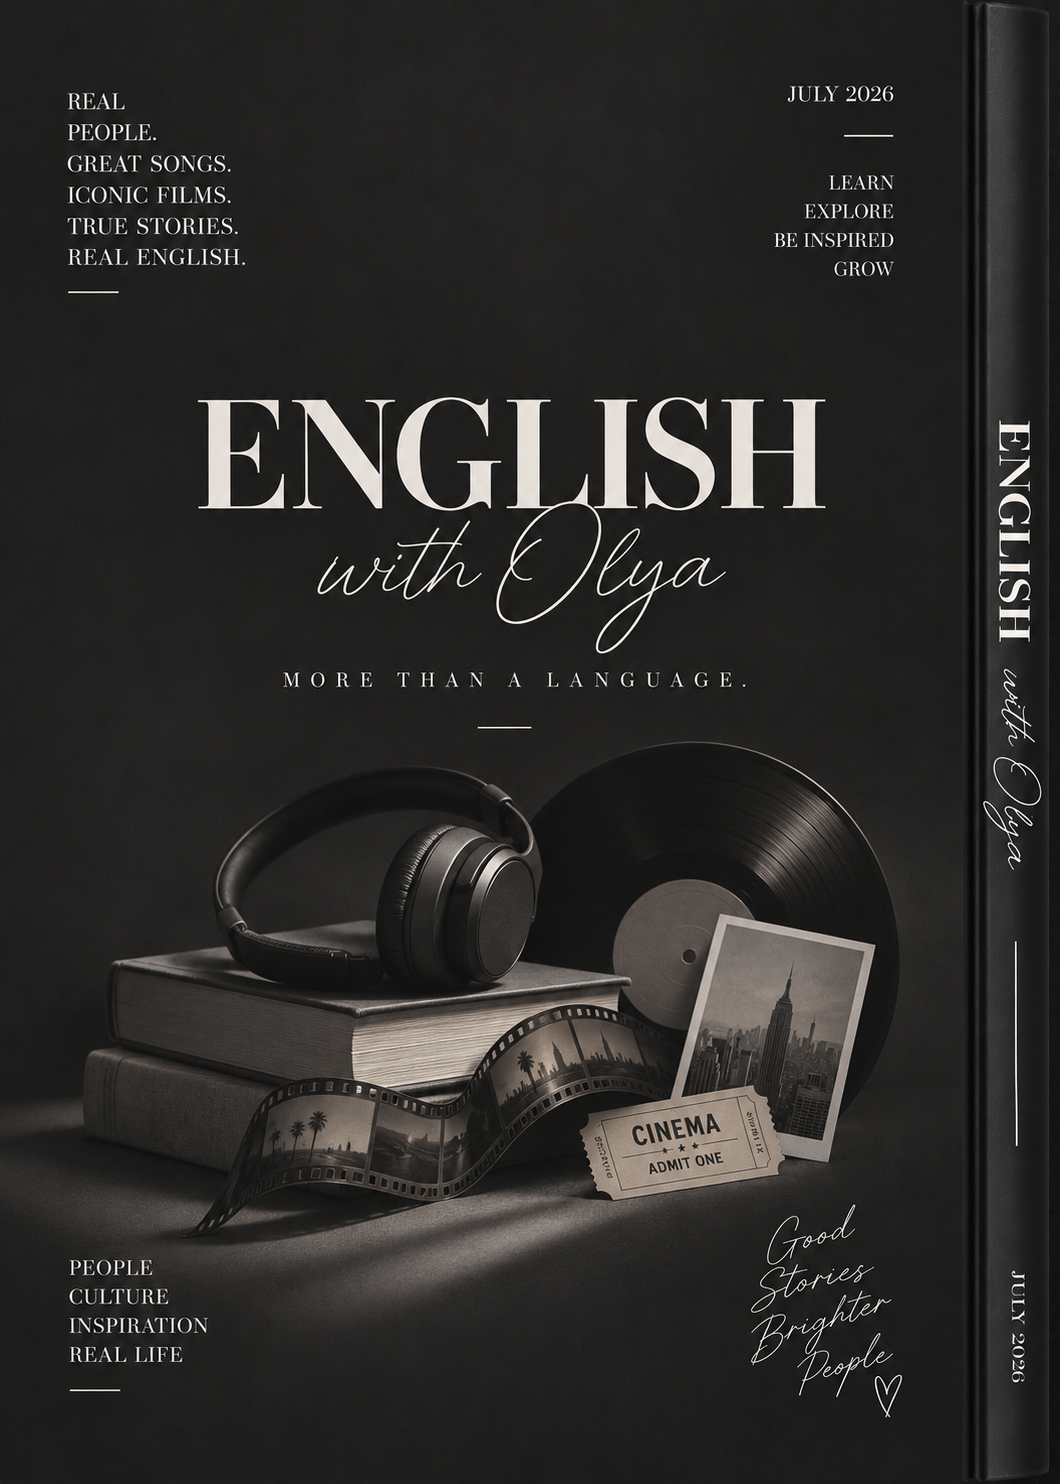 REAL
PEOPLE.
GREAT SONGS.
ICONIC FILMS.
TRUE STORIES.
REAL ENGLISH.
JULY 2026
LEARN
EXPLORE
BE INSPIRED
GROW
ENGLISH
with Olya
MORE THAN A LANGUAGE.
CINEMA
ADMIT ONE
PEOPLE
CULTURE
INSPIRATION
REAL LIFE
Good
Stories
Brighter
People
ENGLISH with Olya
JULY 2026